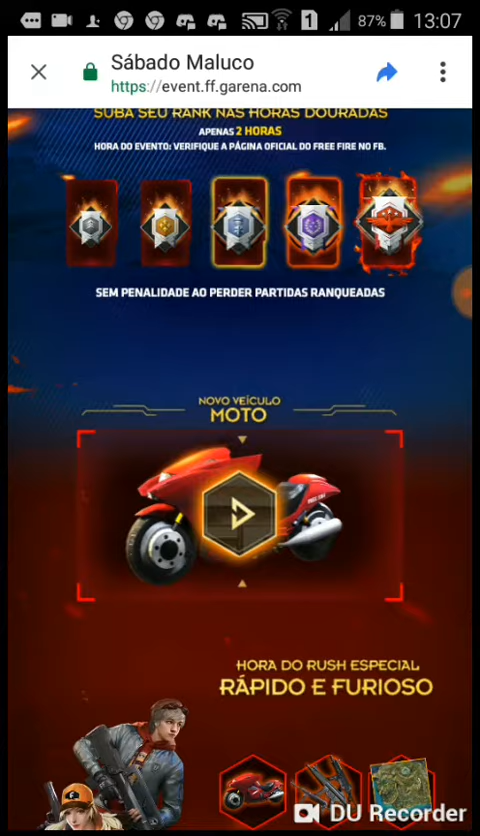 1
87%
13:07
Sábado Maluco
https://event.ff.garena.com
SUBA SEU RANK NAS HORAS DOURADAS
APENAS 2 HORAS
HORA DO EVENTO: VERIFIQUE A PÁGINA OFICIAL DO FREE FIRE NO FB.
SEM PENALIDADE AO PERDER PARTIDAS RANQUEADAS
NOVO VEÍCULO
MOTO
HORA DO RUSH ESPECIAL
RÁPIDO E FURIOSO
DU Recorder